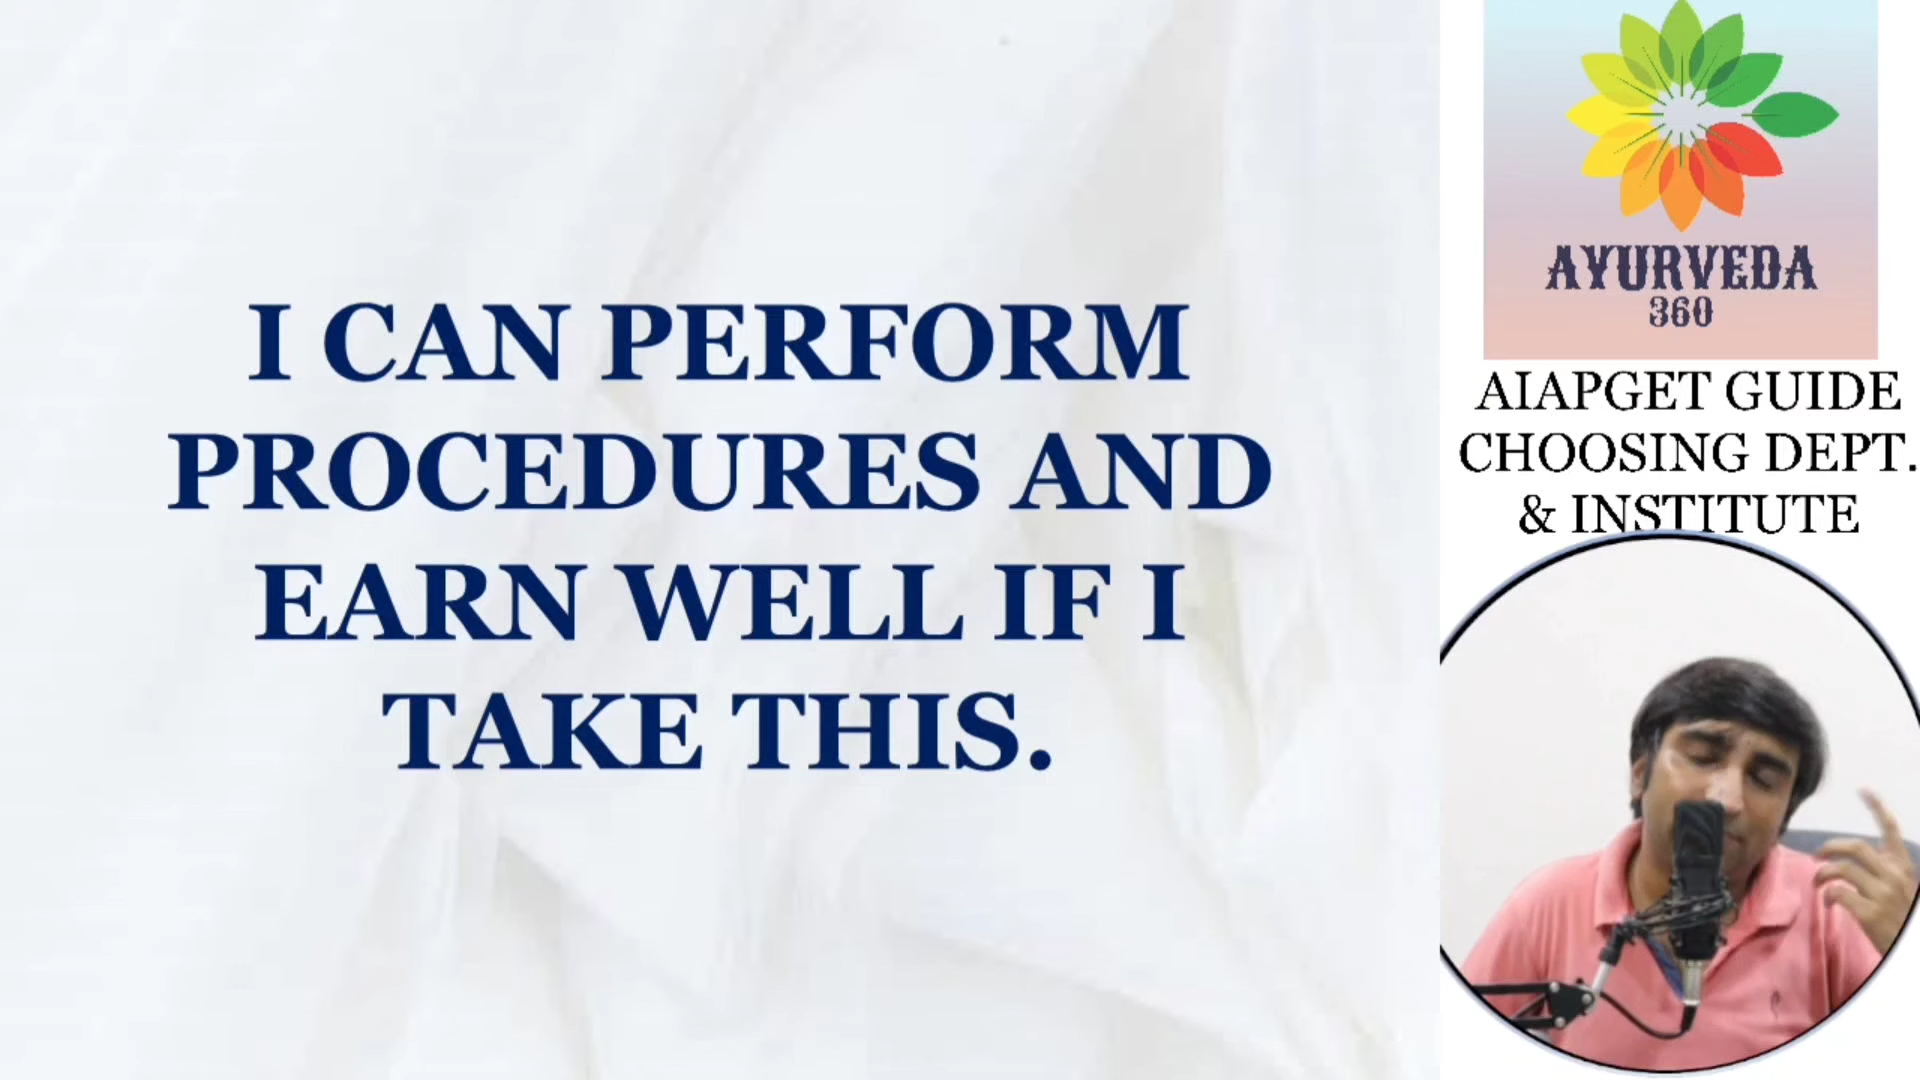 I CAN PERFORM
PROCEDURES AND
EARN WELL IF I
TAKE THIS.
AYURVEDA
360
AIAPGET GUIDE
CHOOSING DEPT.
& INSTITUTE